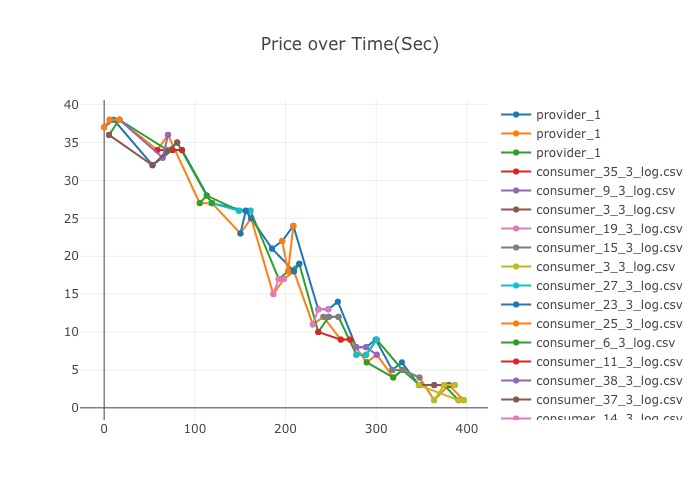 Price over Time(Sec)
40
35
30
25
20
15
10
5
0
0 100 200 300 400
provider_1
provider_1
provider_1
consumer_35_3_log.csv
consumer_9_3_log.csv
consumer_3_3_log.csv
consumer_19_3_log.csv
consumer_15_3_log.csv
consumer_3_3_log.csv
consumer_27_3_log.csv
consumer_23_3_log.csv
consumer_25_3_log.csv
consumer_6_3_log.csv
consumer_11_3_log.csv
consumer_38_3_log.csv
consumer_37_3_log.csv
consumer_14_3_log.csv